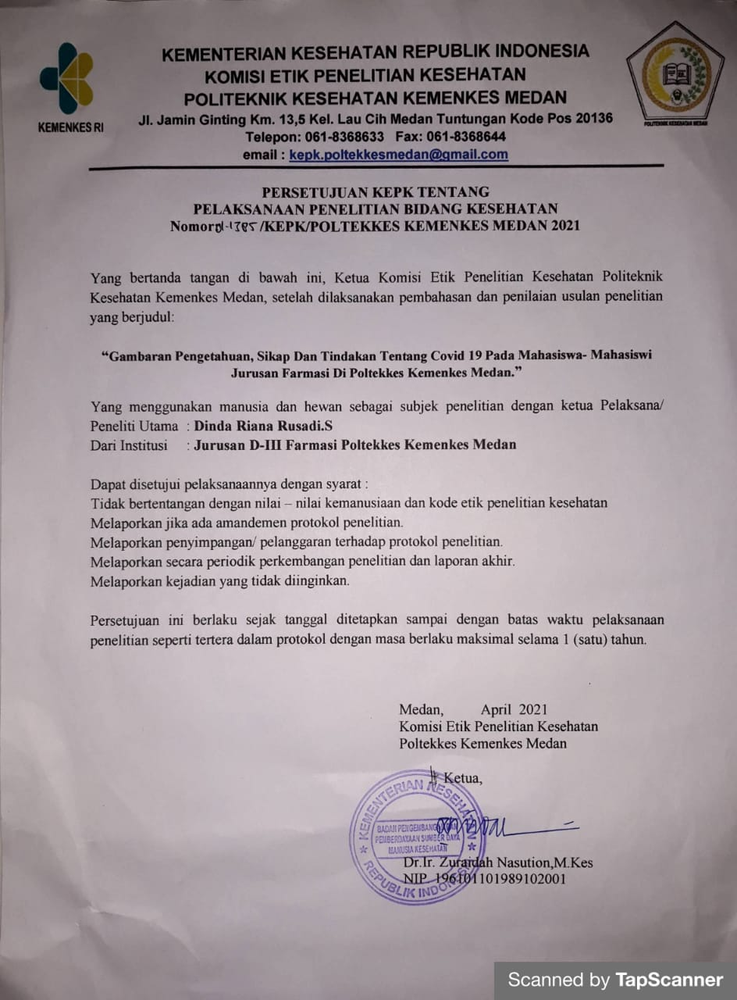 KEMENTERIAN KESEHATAN REPUBLIK INDONESIA
KOMISI ETIK PENELITIAN KESEHATAN
POLITEKNIK KESEHATAN KEMENKES MEDAN
KEMENKES RI
POLITEKNIK KESEHATAN MEDAN
Jl. Jamin Ginting Km. 13,5 Kel. Lau Cih Medan Tuntungan Kode Pos 20136
Telepon: 061-8368633 Fax: 061-8368644
email : kepk.poltekkesmedan@gmail.com
PERSETUJUAN KEPK TENTANG
PELAKSANAAN PENELITIAN BIDANG KESEHATAN
Nomor /KEPK/POLTEKKES KEMENKES MEDAN 2021
Yang bertanda tangan di bawah ini, Ketua Komisi Etik Penelitian Kesehatan Politeknik
Kesehatan Kemenkes Medan, setelah dilaksanakan pembahasan dan penilaian usulan penelitian
yang berjudul:
“Gambaran Pengetahuan, Sikap Dan Tindakan Tentang Covid 19 Pada Mahasiswa- Mahasiswi
Jurusan Farmasi Di Poltekkes Kemenkes Medan.”
Yang menggunakan manusia dan hewan sebagai subjek penelitian dengan ketua Pelaksana/
Peneliti Utama : Dinda Riana Rusadi.S
Dari Institusi : Jurusan D-III Farmasi Poltekkes Kemenkes Medan
Dapat disetujui pelaksanaannya dengan syarat :
Tidak bertentangan dengan nilai – nilai kemanusiaan dan kode etik penelitian kesehatan
Melaporkan jika ada amandemen protokol penelitian.
Melaporkan penyimpangan/ pelanggaran terhadap protokol penelitian.
Melaporkan secara periodik perkembangan penelitian dan laporan akhir.
Melaporkan kejadian yang tidak diinginkan.
Persetujuan ini berlaku sejak tanggal ditetapkan sampai dengan batas waktu pelaksanaan
penelitian seperti tertera dalam protokol dengan masa berlaku maksimal selama 1 (satu) tahun.
Medan, April 2021
Komisi Etik Penelitian Kesehatan
Poltekkes Kemenkes Medan
Ketua,
KEMENTERIAN KESEHATAN
BADAN PENGEMBANGAN DAN
PEMBERDAYAAN SUMBER DAYA
MANUSIA KESEHATAN
REPUBLIK INDONESIA
Dr.Ir. Zuraidah Nasution,M.Kes
NIP. 196101101989102001
Scanned by TapScanner